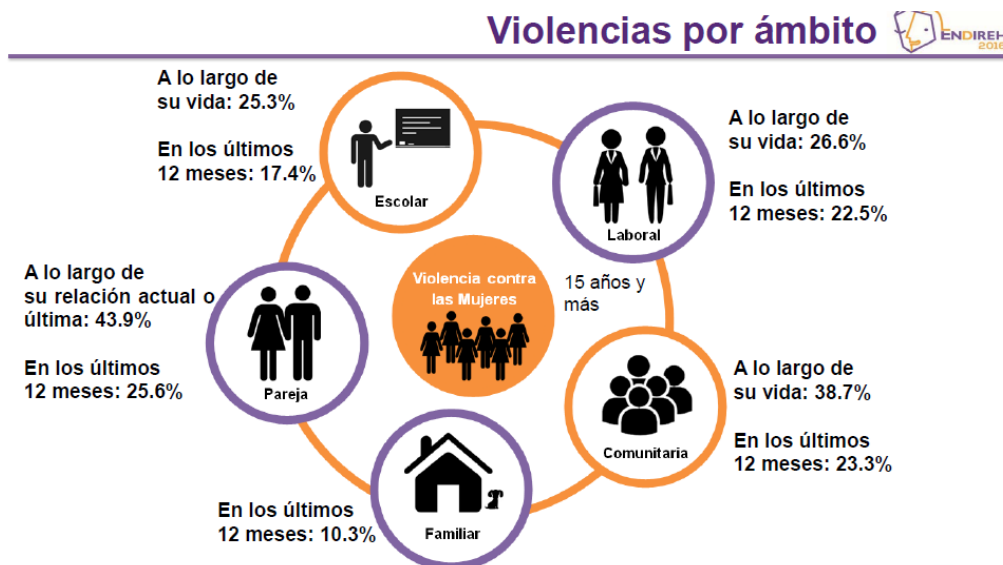 Violencias por ámbito
ENDIREH
2016
A lo largo de
su vida: 25.3%
En los últimos
12 meses: 17.4%
Escolar
A lo largo de
su vida: 26.6%
En los últimos
12 meses: 22.5%
Laboral
Violencia contra
las Mujeres
15 años y
más
A lo largo de
su relación actual o
última: 43.9%
En los últimos
12 meses: 25.6%
Pareja
A lo largo de
su vida: 38.7%
En los últimos
12 meses: 23.3%
Comunitaria
En los últimos
12 meses: 10.3%
Familiar